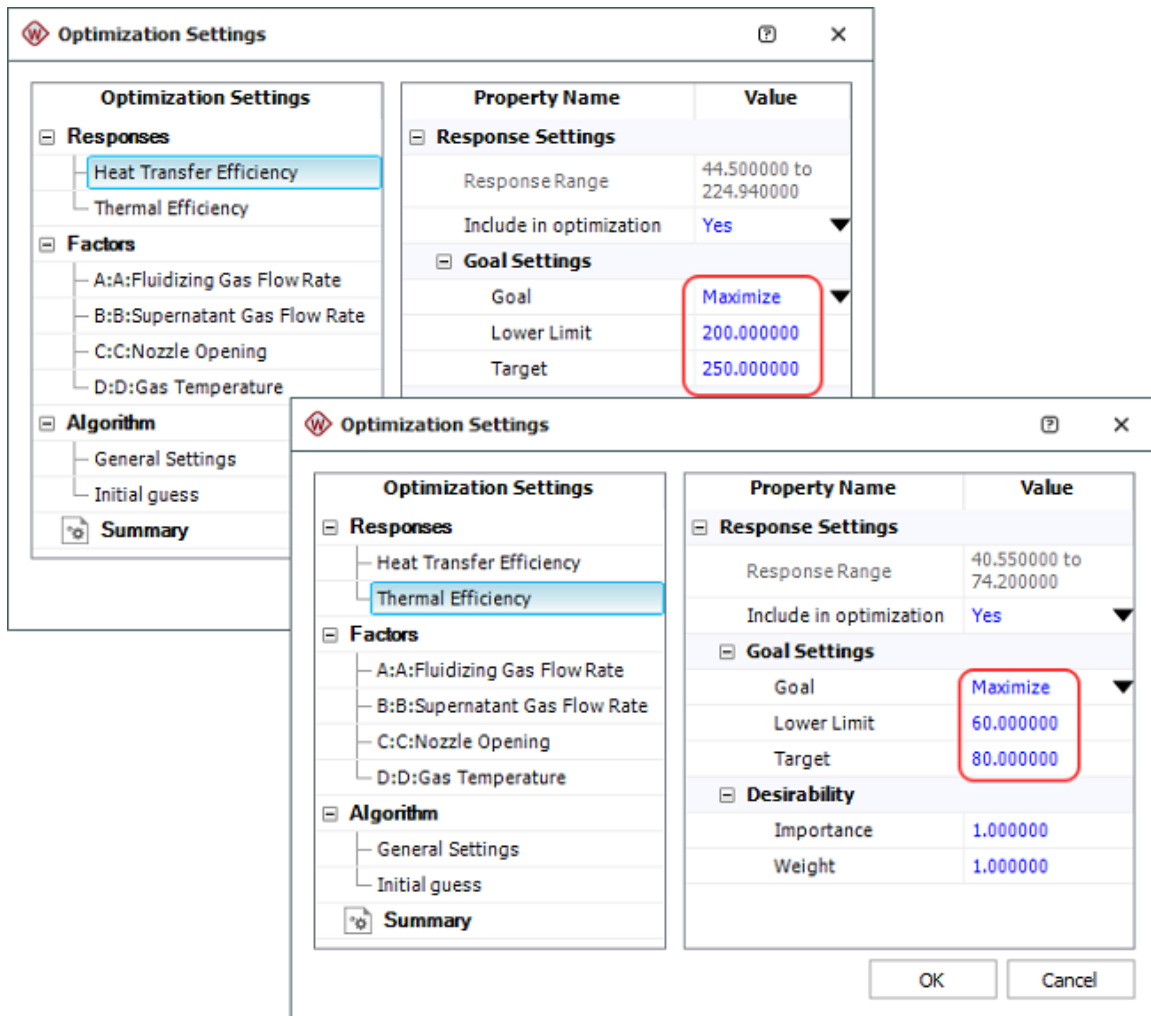 Optimization Settings
Optimization Settings
Responses
Heat Transfer Efficiency
Thermal Efficiency
Factors
A:A:Fluidizing Gas Flow Rate
B:B:Supernatant Gas Flow Rate
C:C:Nozzle Opening
D:D:Gas Temperature
Algorithm
General Settings
Initial guess
Summary
Property Name Value
Response Settings
Response Range 44.500000 to
224.940000
Include in optimization Yes
Goal Settings
Goal Maximize
Lower Limit 200.000000
Target 250.000000
Optimization Settings
Optimization Settings
Responses
Heat Transfer Efficiency
Thermal Efficiency
Factors
A:A:Fluidizing Gas Flow Rate
B:B:Supernatant Gas Flow Rate
C:C:Nozzle Opening
D:D:Gas Temperature
Algorithm
General Settings
Initial guess
Summary
Property Name Value
Response Settings
Response Range 40.550000 to
74.200000
Include in optimization Yes
Goal Settings
Goal Maximize
Lower Limit 60.000000
Target 80.000000
Desirability
Importance 1.000000
Weight 1.000000
OK Cancel